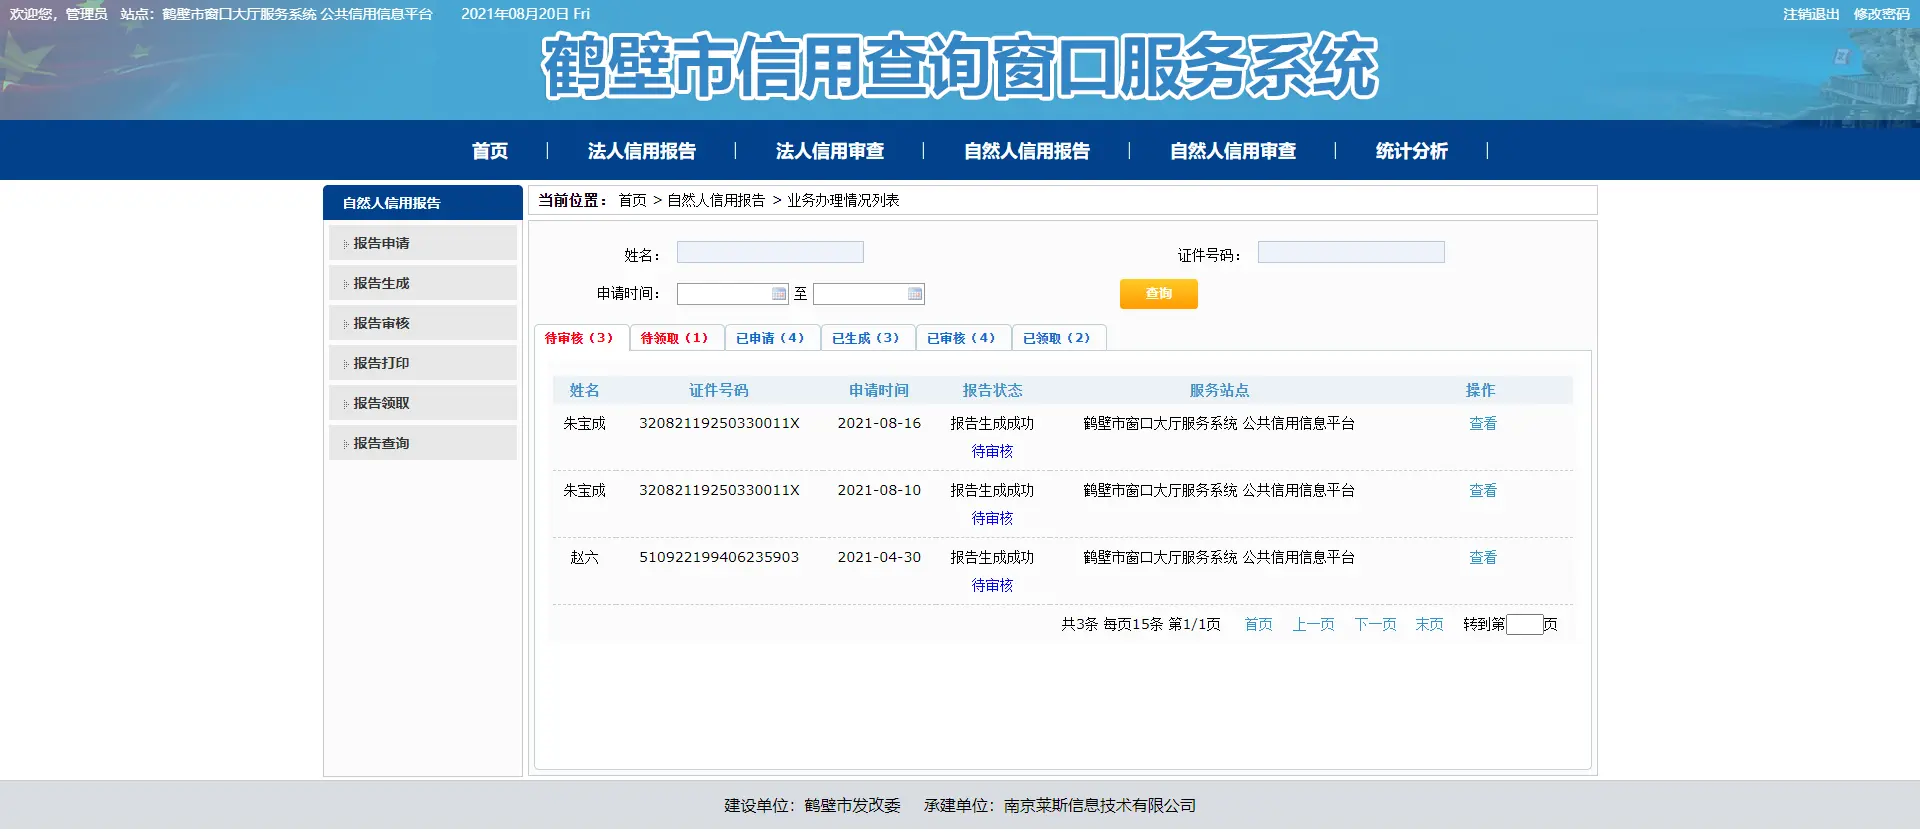 欢迎您，管理员 站点：鹤壁市窗口大厅服务系统 公共信用信息平台 2021年08月20日 Fri 注销退出 修改密码
鹤壁市信用查询窗口服务系统
首页 | 法人信用报告 | 法人信用审查 | 自然人信用报告 | 自然人信用审查 | 统计分析 |
自然人信用报告
报告申请
报告生成
报告审核
报告打印
报告领取
报告查询
当前位置： 首页 > 自然人信用报告 > 业务办理情况列表
姓名： 证件号码：
申请时间： 至 查询
待审核（3） 待领取（1） 已申请（4） 已生成（3） 已审核（4） 已领取（2）
姓名 证件号码 申请时间 报告状态 服务站点 操作
朱宝成 32082119250330011X 2021-08-16 报告生成成功 鹤壁市窗口大厅服务系统 公共信用信息平台 查看
待审核
朱宝成 32082119250330011X 2021-08-10 报告生成成功 鹤壁市窗口大厅服务系统 公共信用信息平台 查看
待审核
赵六 510922199406235903 2021-04-30 报告生成成功 鹤壁市窗口大厅服务系统 公共信用信息平台 查看
待审核
共3条 每页15条 第1/1页 首页 上一页 下一页 末页 转到第 页
建设单位：鹤壁市发改委 承建单位：南京莱斯信息技术有限公司